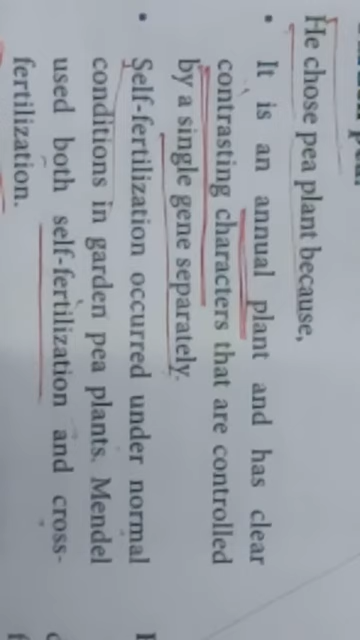 He chose pea plant because,
• It is an annual plant and has clear
contrasting characters that are controlled
by a single gene separately.
• Self-fertilization occurred under normal
conditions in garden pea plants. Mendel
used both self-fertilization and cross-
fertilization.